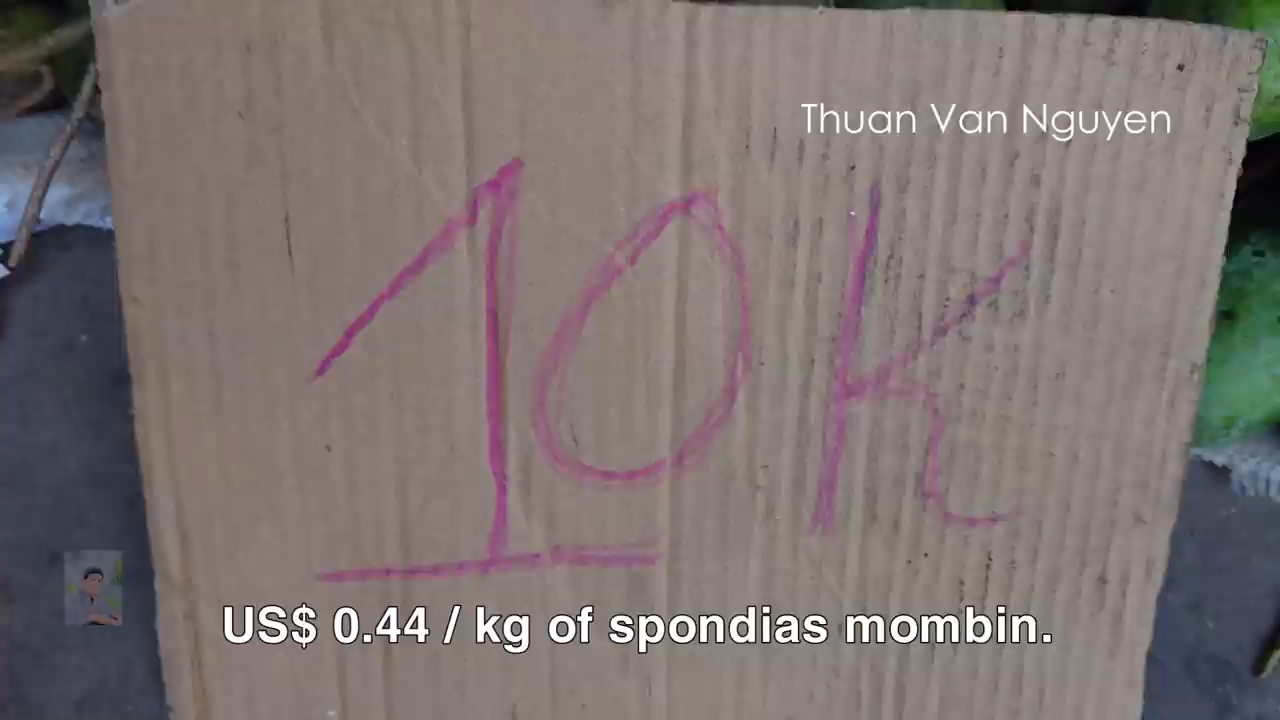 Thuan Van Nguyen
10K
US$ 0.44 / kg of spondias mombin.